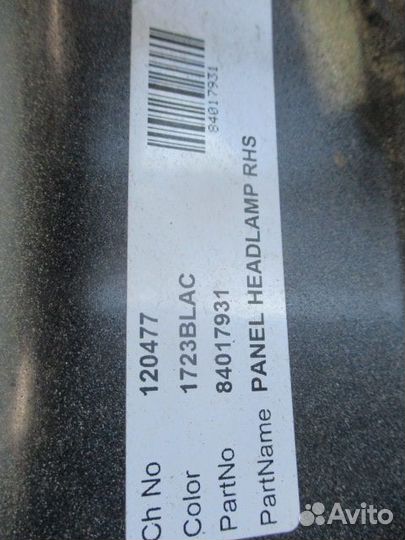 84017931
Ch No 120477
Color 1723BLAC
PartNo 84017931
PartName PANEL HEADLAMP RHS
Avito